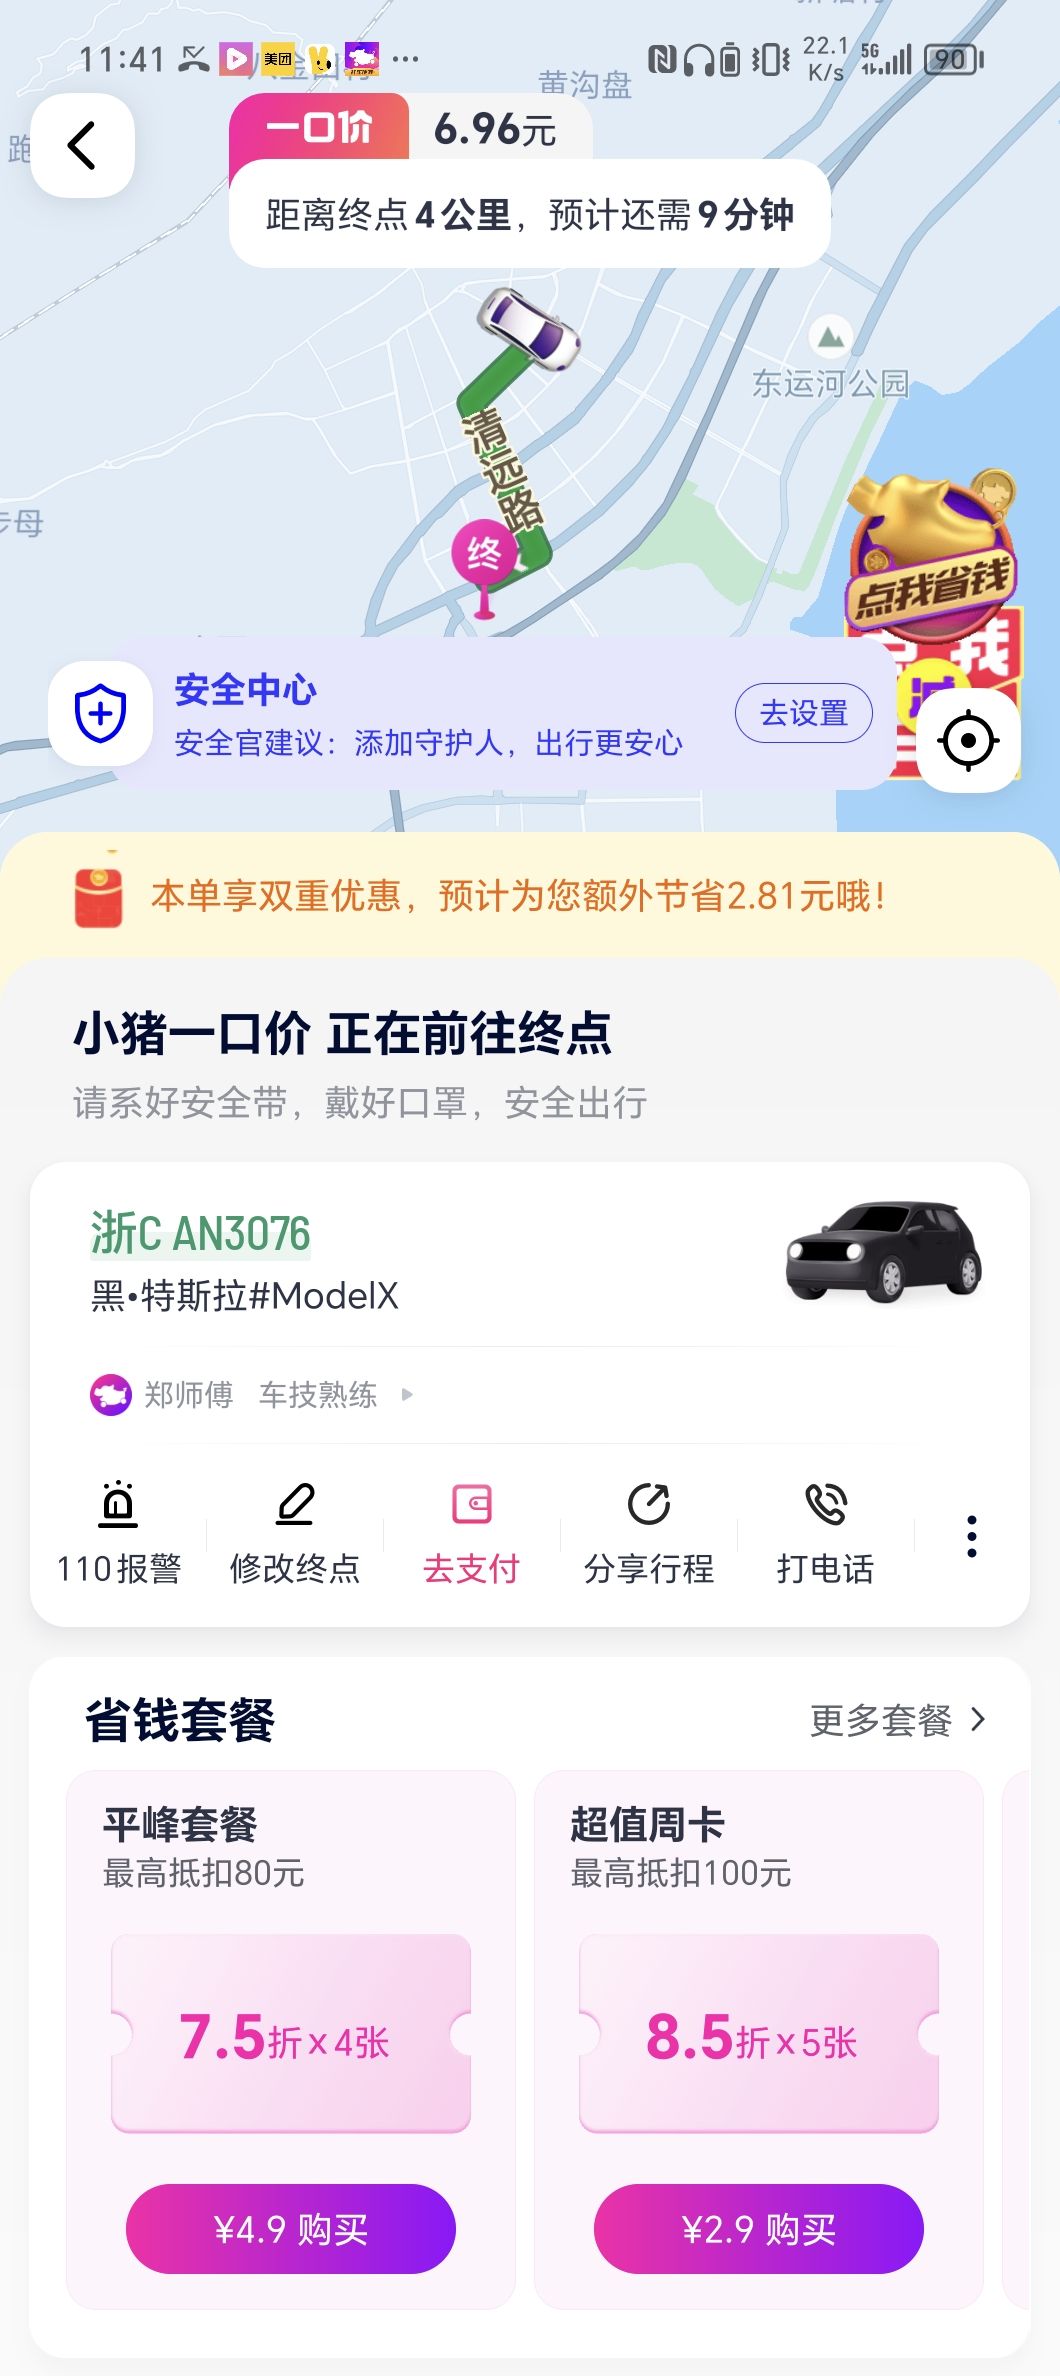 11:41
美团
22.1
K/s
5G
90
黄沟盘
跑
一口价
6.96元
距离终点4公里，预计还需9分钟
东运河公园
清远路
终
步母
点我省钱
安全中心
安全官建议：添加守护人，出行更安心
去设置
本单享双重优惠，预计为您额外节省2.81元哦！
小猪一口价 正在前往终点
请系好安全带，戴好口罩，安全出行
浙C AN3076
黑•特斯拉#ModelX
郑师傅 车技熟练
110报警
修改终点
去支付
分享行程
打电话
省钱套餐
更多套餐
平峰套餐
最高抵扣80元
7.5折x4张
¥4.9 购买
超值周卡
最高抵扣100元
8.5折x5张
¥2.9 购买